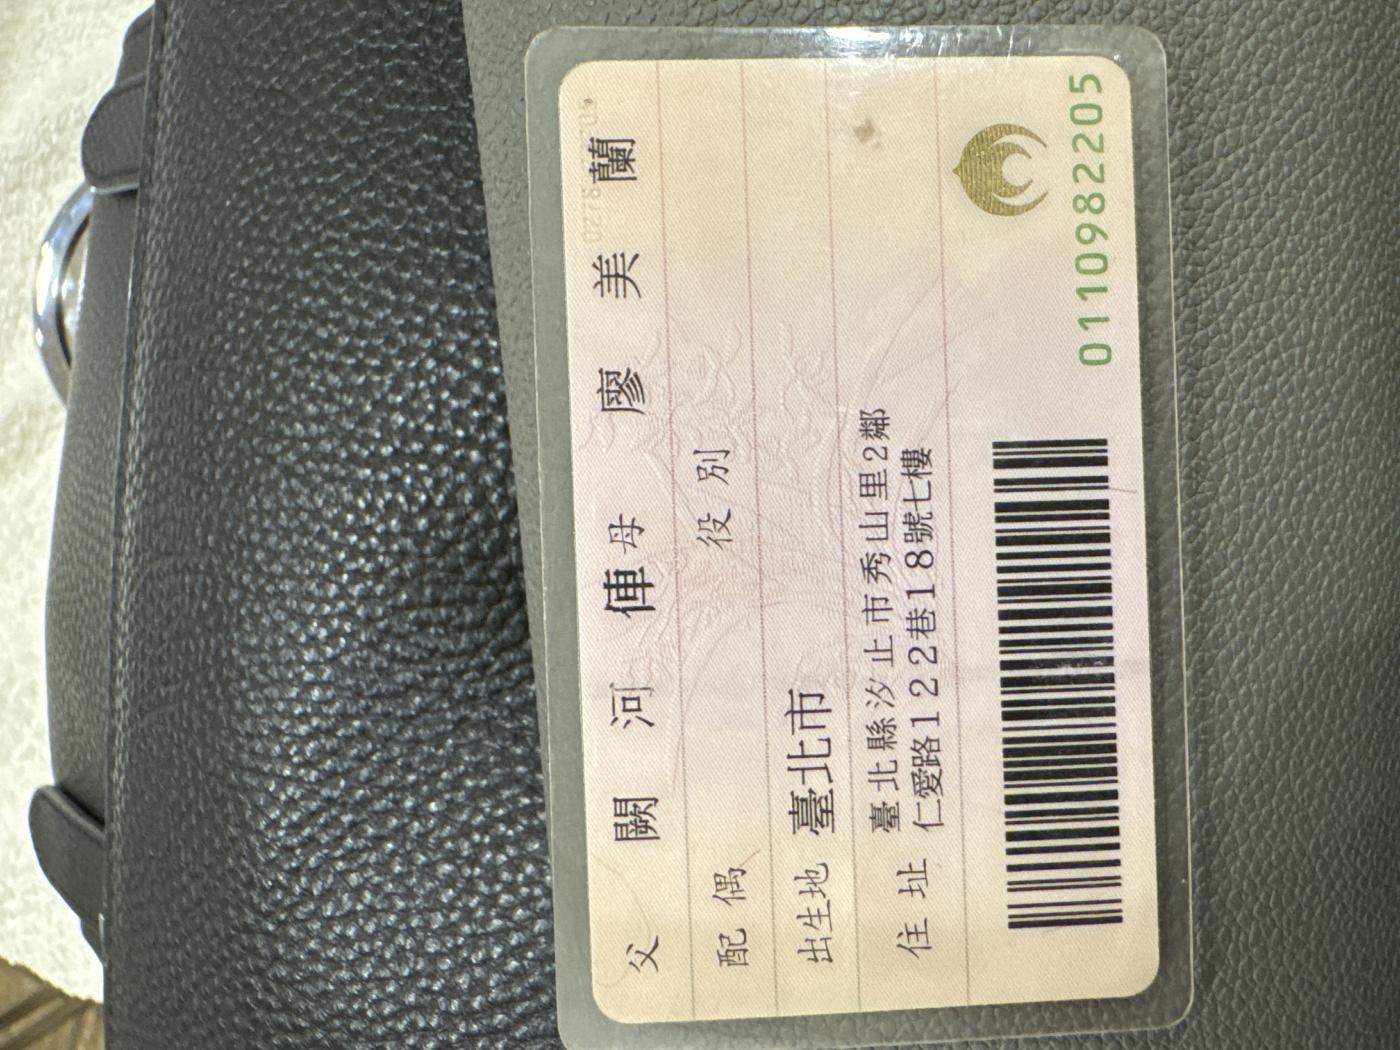 父 闕河俥 母 廖美蘭
配偶 役別
出生地 臺北市
住址 臺北縣汐止市秀山里2鄰
仁愛路122巷18號七樓
0110982205